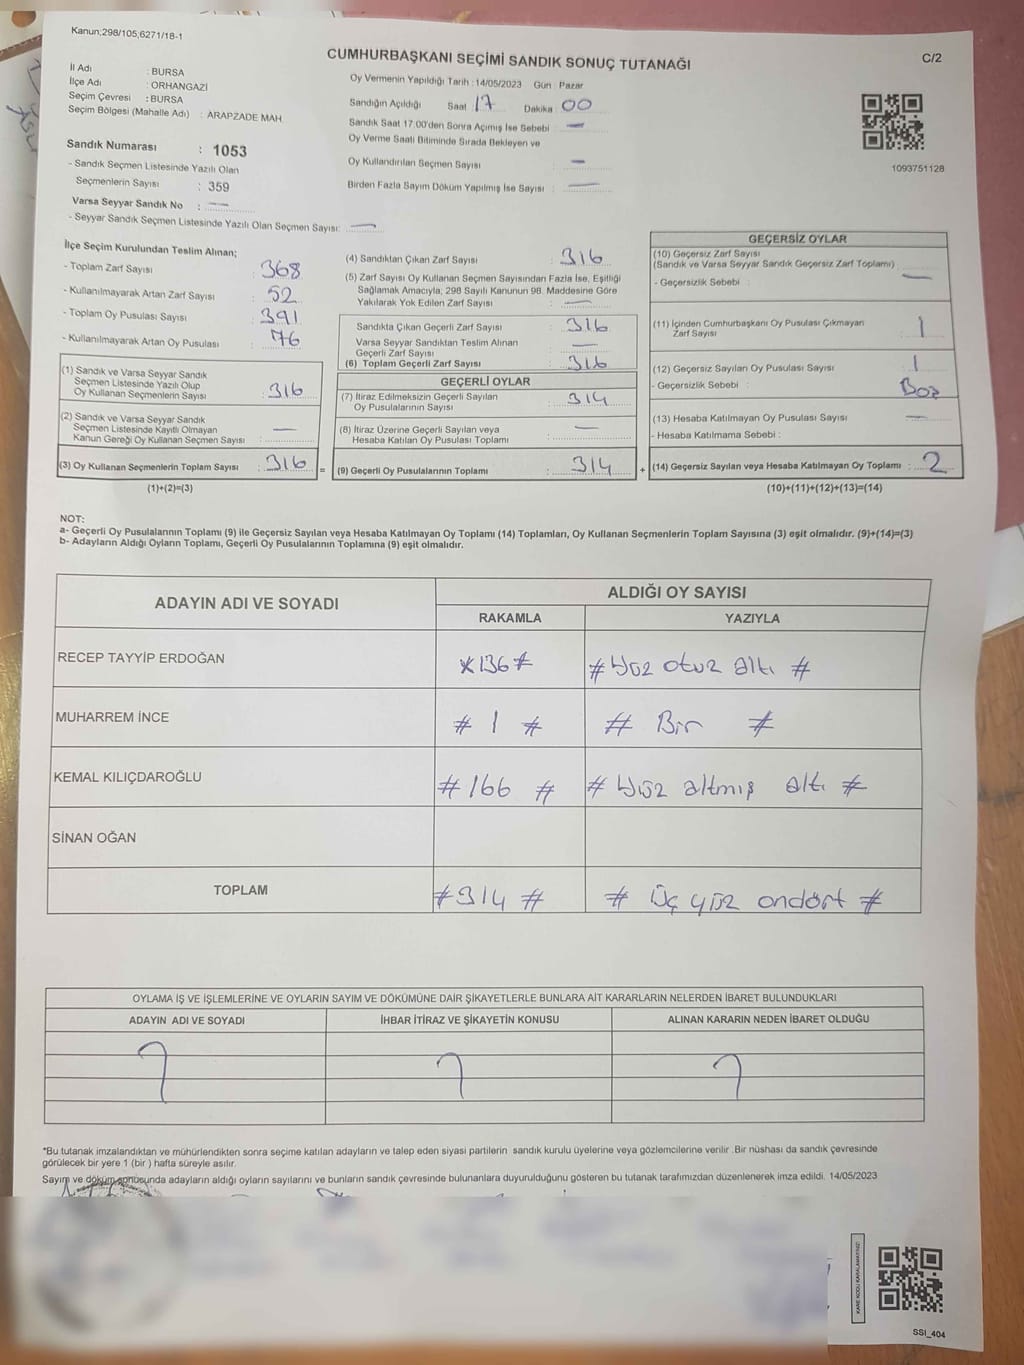 Kanun;298/105;6271/18-1
CUMHURBAŞKANI SEÇİMİ SANDIK SONUÇ TUTANAĞI
C/2
İl Adı : BURSA
İlçe Adı : ORHANGAZİ
Seçim Çevresi : BURSA
Seçim Bölgesi (Mahalle Adı) : ARAPZADE MAH
Sandık Numarası : 1053
- Sandık Seçmen Listesinde Yazılı Olan
Seçmenlerin Sayısı : 359
Varsa Seyyar Sandık No : —
- Seyyar Sandık Seçmen Listesinde Yazılı Olan Seçmen Sayısı: —
Oy Vermenin Yapıldığı Tarih : 14/05/2023 Gün : Pazar
Sandığın Açıldığı Saat 17 Dakika : 00
Sandık Saat 17:00'den Sonra Açımış İse Sebebi : —
Oy Verme Saati Bitiminde Sırada Bekleyen ve
Oy Kullandırılan Seçmen Sayısı : —
Birden Fazla Sayım Döküm Yapılmış İse Sayısı : —
1093751128
İlçe Seçim Kurulundan Teslim Alınan;
- Toplam Zarf Sayısı : 368
- Kullanılmayarak Artan Zarf Sayısı : 52
- Toplam Oy Pusulası Sayısı : 391
- Kullanılmayarak Artan Oy Pusulası : 76
(1) Sandık ve Varsa Seyyar Sandık
Seçmen Listesinde Yazılı Olup
Oy Kullanan Seçmenlerin Sayısı : 316
(2) Sandık ve Varsa Seyyar Sandık
Seçmen Listesinde Kayıtlı Olmayan
Kanun Gereği Oy Kullanan Seçmen Sayısı : —
(3) Oy Kullanan Seçmenlerin Toplam Sayısı : 316 =
(1)+(2)=(3)
(4) Sandıktan Çıkan Zarf Sayısı : 316
(5) Zarf Sayısı Oy Kullanan Seçmen Sayısından Fazla İse, Eşitliği
Sağlamak Amacıyla; 298 Sayılı Kanunun 98. Maddesine Göre
Yakılarak Yok Edilen Zarf Sayısı : —
Sandıkta Çıkan Geçerli Zarf Sayısı : 316
Varsa Seyyar Sandıktan Teslim Alınan
Geçerli Zarf Sayısı : —
(6) Toplam Geçerli Zarf Sayısı : 316
GEÇERLİ OYLAR
(7) İtiraz Edilmeksizin Geçerli Sayılan
Oy Pusulalarının Sayısı : 314
(8) İtiraz Üzerine Geçerli Sayılan veya
Hesaba Katılan Oy Pusulası Toplamı : —
(9) Geçerli Oy Pusulalarının Toplamı : 314 +
GEÇERSİZ OYLAR
(10) Geçersiz Zarf Sayısı
(Sandık ve Varsa Seyyar Sandık Geçersiz Zarf Toplamı) : —
- Geçersizlik Sebebi :
(11) İçinden Cumhurbaşkanı Oy Pusulası Çıkmayan
Zarf Sayısı : 1
(12) Geçersiz Sayılan Oy Pusulası Sayısı : 1
- Geçersizlik Sebebi : Boş
(13) Hesaba Katılmayan Oy Pusulası Sayısı : —
- Hesaba Katılmama Sebebi :
(14) Geçersiz Sayılan veya Hesaba Katılmayan Oy Toplamı : 2
(10)+(11)+(12)+(13)=(14)
NOT:
a- Geçerli Oy Pusulalarının Toplamı (9) ile Geçersiz Sayılan veya Hesaba Katılmayan Oy Toplamı (14) Toplamları, Oy Kullanan Seçmenlerin Toplam Sayısına (3) eşit olmalıdır. (9)+(14)=(3)
b- Adayların Aldığı Oyların Toplamı, Geçerli Oy Pusulalarının Toplamına (9) eşit olmalıdır.
ADAYIN ADI VE SOYADI
ALDIĞI OY SAYISI
RAKAMLA YAZIYLA
RECEP TAYYİP ERDOĞAN #136# # Yüz otuz altı #
MUHARREM İNCE # 1 # # Bir #
KEMAL KILIÇDAROĞLU #166 # # Yüz altmış altı #
SİNAN OĞAN
TOPLAM #314 # # Üç yüz ondört #
OYLAMA İŞ VE İŞLEMLERİNE VE OYLARIN SAYIM VE DÖKÜMÜNE DAİR ŞİKAYETLERLE BUNLARA AİT KARARLARIN NELERDEN İBARET BULUNDUKLARI
ADAYIN ADI VE SOYADI İHBAR İTİRAZ VE ŞİKAYETİN KONUSU ALINAN KARARIN NEDEN İBARET OLDUĞU
*Bu tutanak imzalandıktan ve mühürlendikten sonra seçime katılan adayların ve talep eden siyasi partilerin sandık kurulu üyelerine veya gözlemcilerine verilir .Bir nüshası da sandık çevresinde
görülecek bir yere 1 (bir ) hafta süreyle asılır.
Sayım ve döküm sonucunda adayların aldığı oyların sayılarını ve bunların sandık çevresinde bulunanlara duyurulduğunu gösteren bu tutanak tarafımızdan düzenlenerek imza edildi. 14/05/2023
KARE KODU KARALAMAYINIZ!
SSI_404